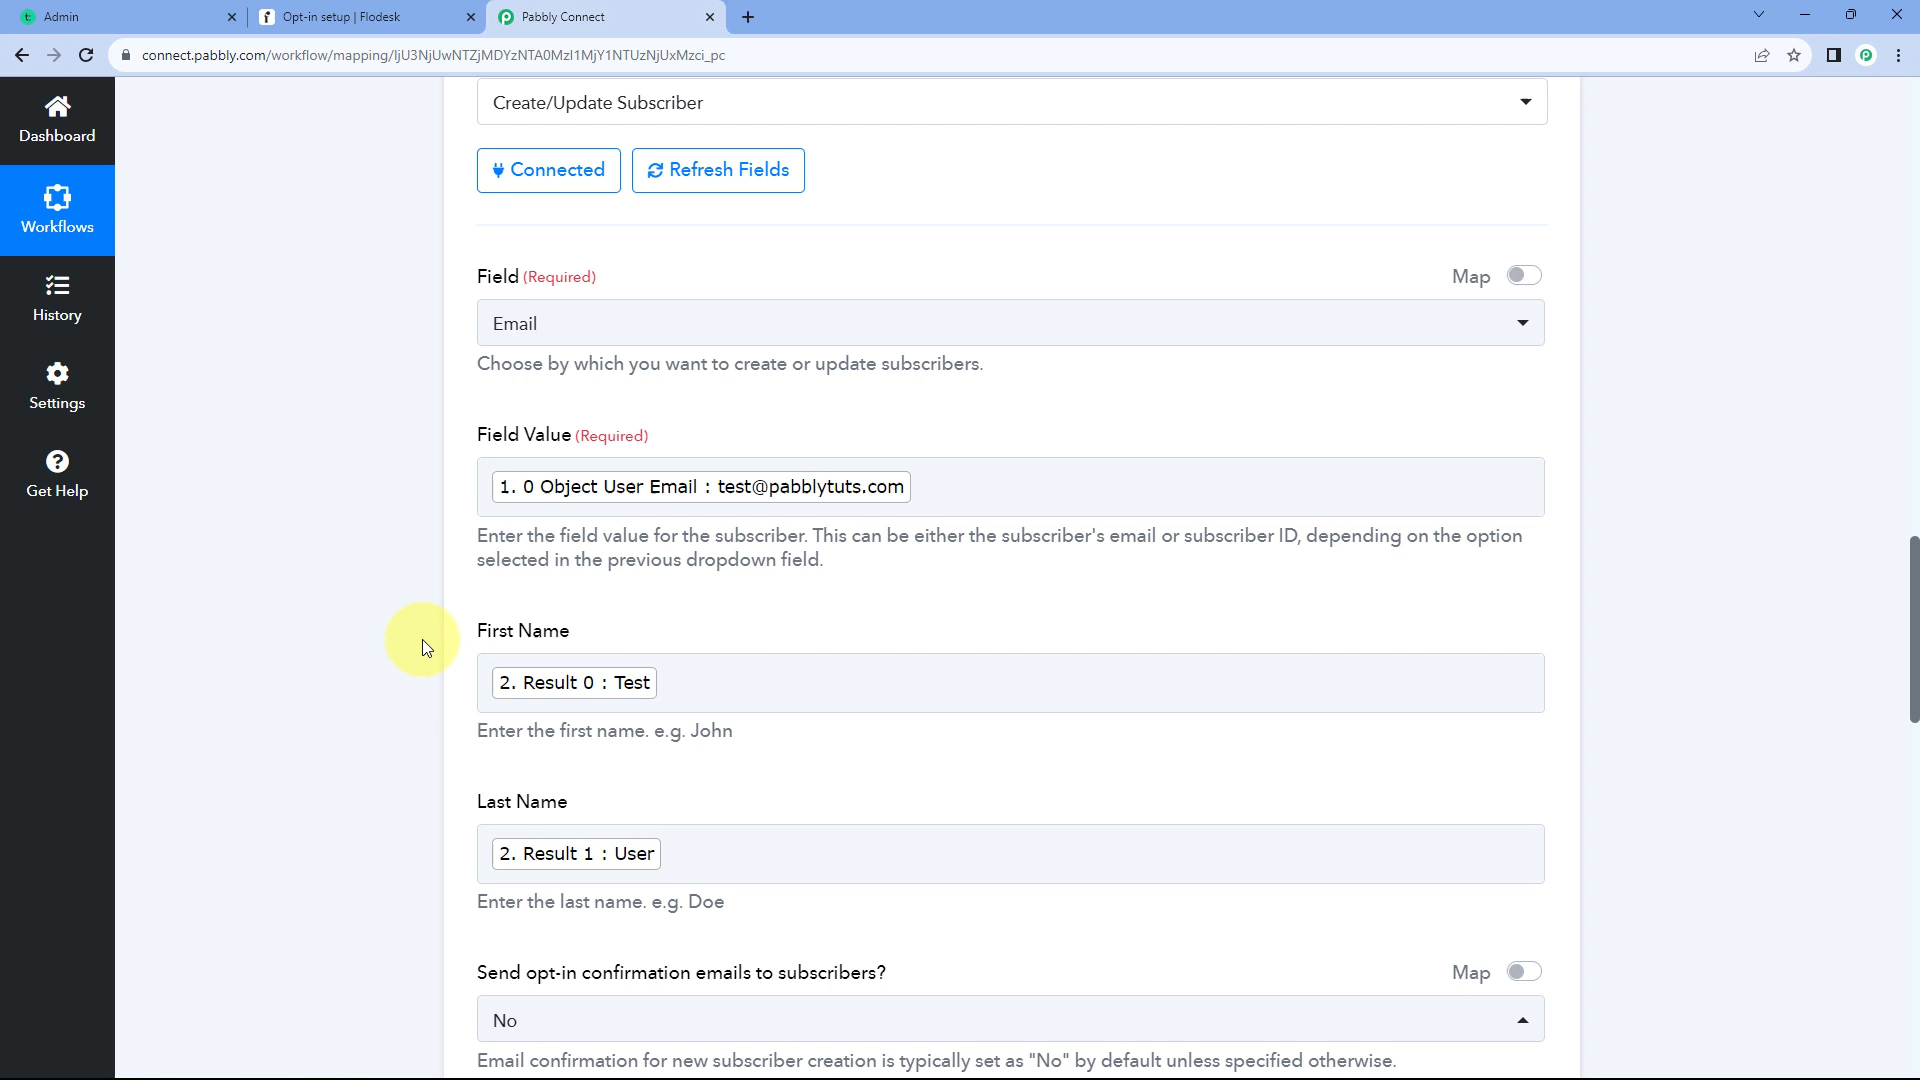 Admin
Opt-in setup | Flodesk
Pabbly Connect
connect.pabbly.com/workflow/mapping/IjU3NjUwNTZjMDYzNTA0MzI1MjY1NTUzNjUxMzci_pc
Dashboard
Workflows
History
Settings
Get Help
Create/Update Subscriber
Connected
Refresh Fields
Field (Required)
Map
Email
Choose by which you want to create or update subscribers.
Field Value (Required)
1. 0 Object User Email : test@pabblytuts.com
Enter the field value for the subscriber. This can be either the subscriber's email or subscriber ID, depending on the option
selected in the previous dropdown field.
First Name
2. Result 0 : Test
Enter the first name. e.g. John
Last Name
2. Result 1 : User
Enter the last name. e.g. Doe
Send opt-in confirmation emails to subscribers?
Map
No
Email confirmation for new subscriber creation is typically set as "No" by default unless specified otherwise.